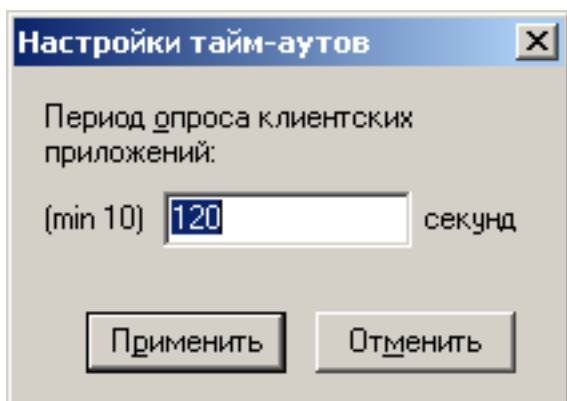 Настройки тайм-аутов
Период опроса клиентских
приложений:
(min 10) 120 секунд
Применить Отменить